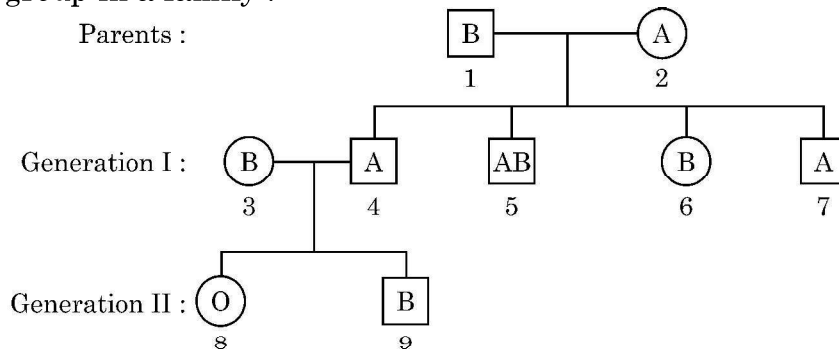 group in a family :
Parents :
B
A
1
2
Generation I :
B
A
AB
B
A
3
4
5
6
7
Generation II :
O
B
8
9